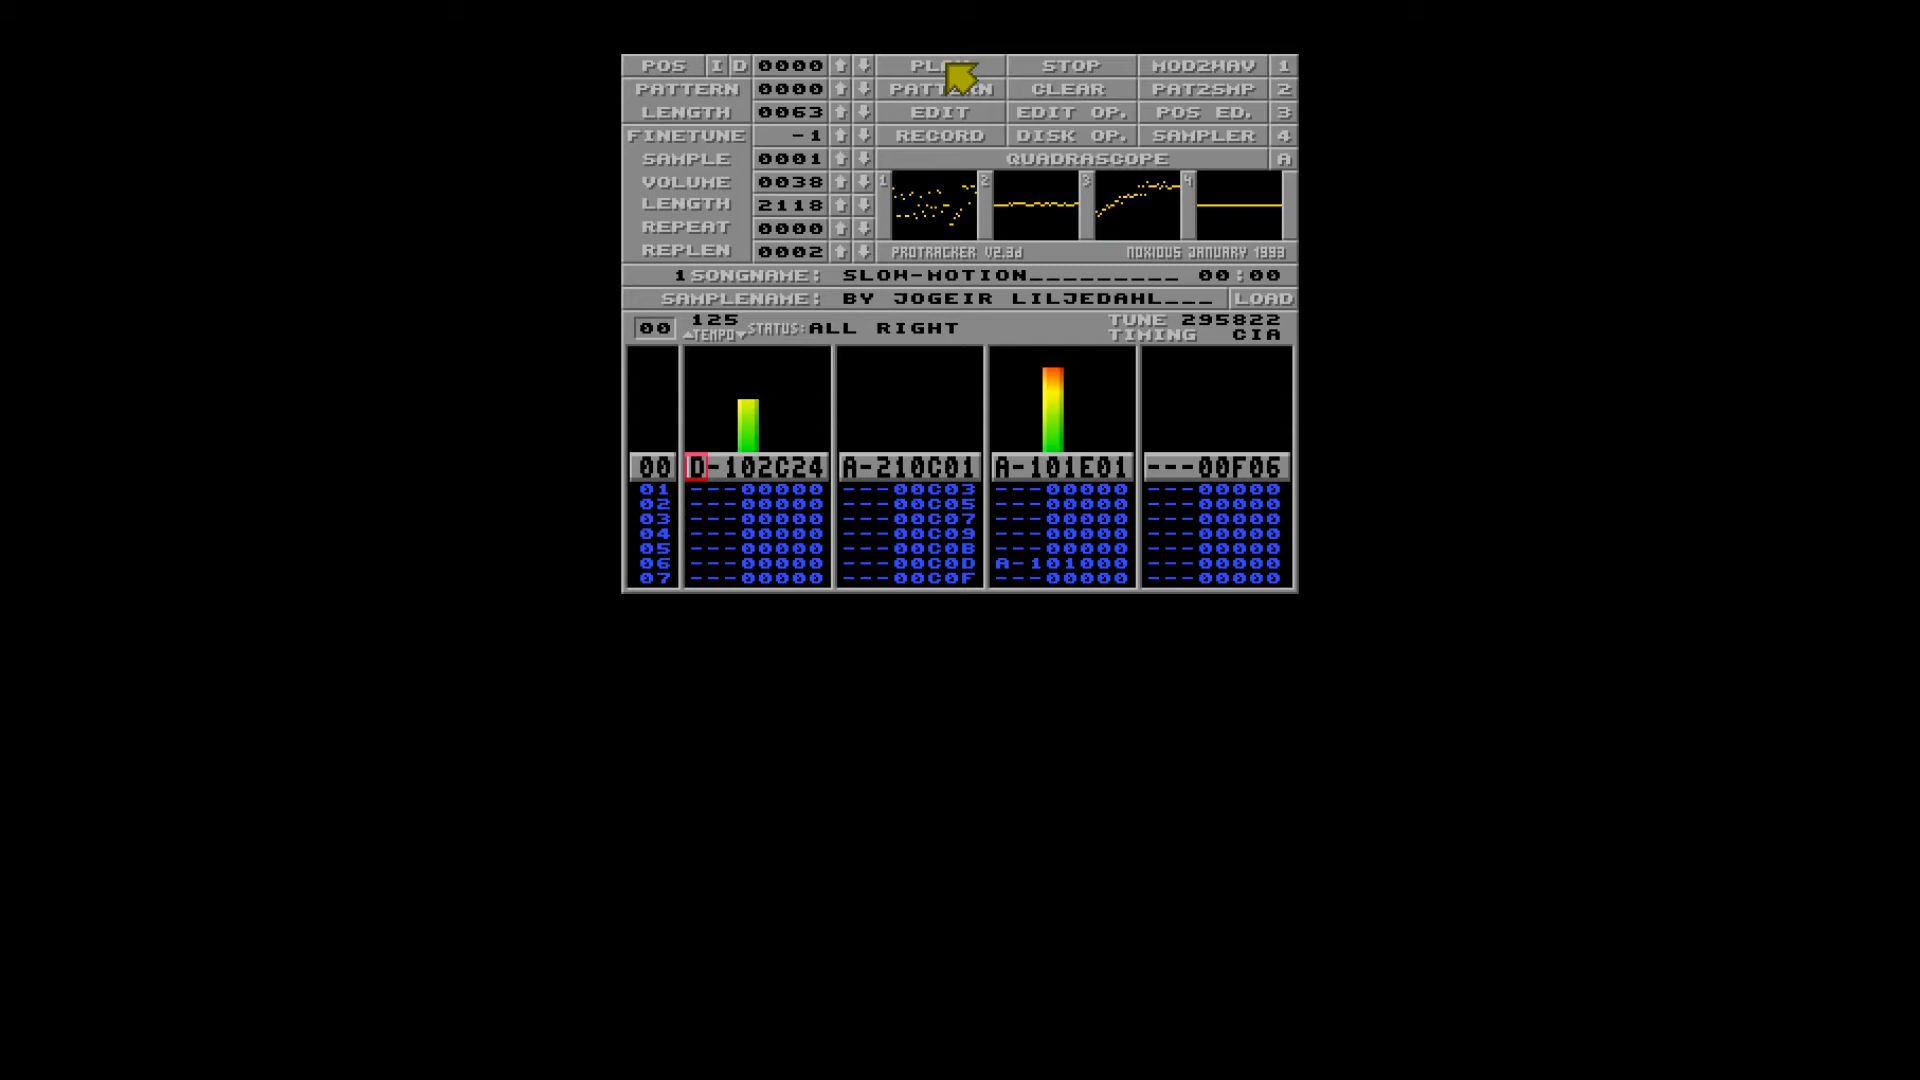 POS I D 0000 PL STOP MOD2WAV 1
PATTERN 0000 PATTERN CLEAR PAT2SMP 2
LENGTH 0063 EDIT EDIT OP. POS ED. 3
FINETUNE -1 RECORD DISK OP. SAMPLER 4
SAMPLE 0001 QUADRASCOPE A
VOLUME 0038 1 2 3 4
LENGTH 2118
REPEAT 0000
REPLEN 0002 PROTRACKER V2.3d NOXIOUS JANUARY 1993
1 SONGNAME: SLOW-MOTION_________ 00:00
SAMPLENAME: BY JOGEIR LILJEDAHL___ LOAD
00 125 TEMPO STATUS: ALL RIGHT TUNE 295822
TIMING CIA
00 D-102C24 A-210C01 A-101E01 ---00F06
01 ---00000 ---00C03 ---00000 ---00000
02 ---00000 ---00C05 ---00000 ---00000
03 ---00000 ---00C07 ---00000 ---00000
04 ---00000 ---00C09 ---00000 ---00000
05 ---00000 ---00C0B ---00000 ---00000
06 ---00000 ---00C0D A-101000 ---00000
07 ---00000 ---00C0F ---00000 ---00000